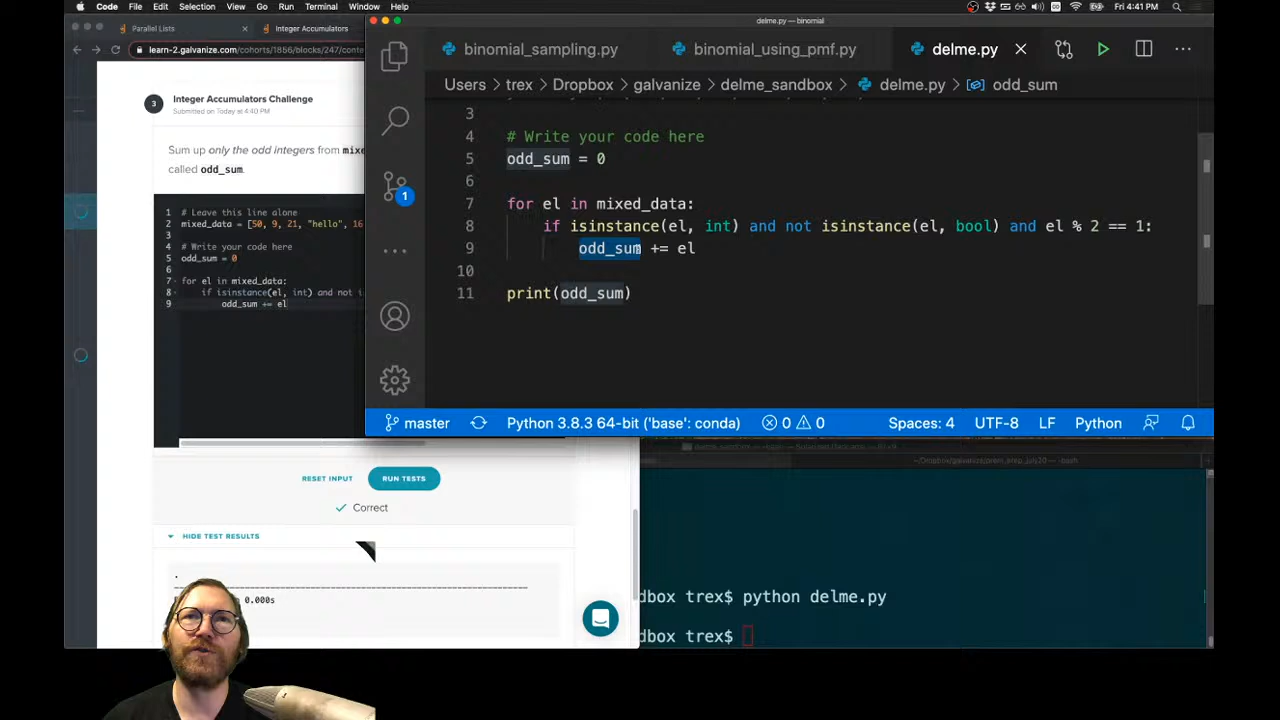 Code File Edit Selection View Go Run Terminal Window Help
Fri 4:41 PM
delme.py — binomial
Parallel Lists
Integer Accumulators
learn-2.galvanize.com/cohorts/1856/blocks/247/conte
3
Integer Accumulators Challenge
Submitted on Today at 4:40 PM
Sum up only the odd integers from mixe
called odd_sum.
1 # Leave this line alone
2 mixed_data = [50, 9, 21, "hello", 16
3
4 # Write your code here
5 odd_sum = 0
6
7 for el in mixed_data:
8 if isinstance(el, int) and not i
9 odd_sum += el
RESET INPUT
RUN TESTS
Correct
HIDE TEST RESULTS
.
0.000s
binomial_sampling.py
binomial_using_pmf.py
delme.py
Users > trex > Dropbox > galvanize > delme_sandbox > delme.py > odd_sum
3
4 # Write your code here
5 odd_sum = 0
6
7 for el in mixed_data:
8 if isinstance(el, int) and not isinstance(el, bool) and el % 2 == 1:
9 odd_sum += el
10
11 print(odd_sum)
1
master
Python 3.8.3 64-bit ('base': conda)
0 0
Spaces: 4
UTF-8
LF
Python
~/Dropbox/galvanize/prem_prep_july20 — -bash
dbox trex$ python delme.py
dbox trex$